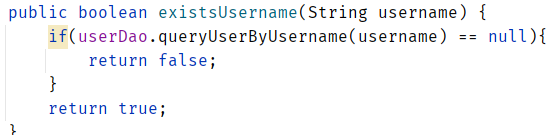 public boolean existsUsername(String username) {
    if(userDao.queryUserByUsername(username) == null){
        return false;
    }
    return true;
}